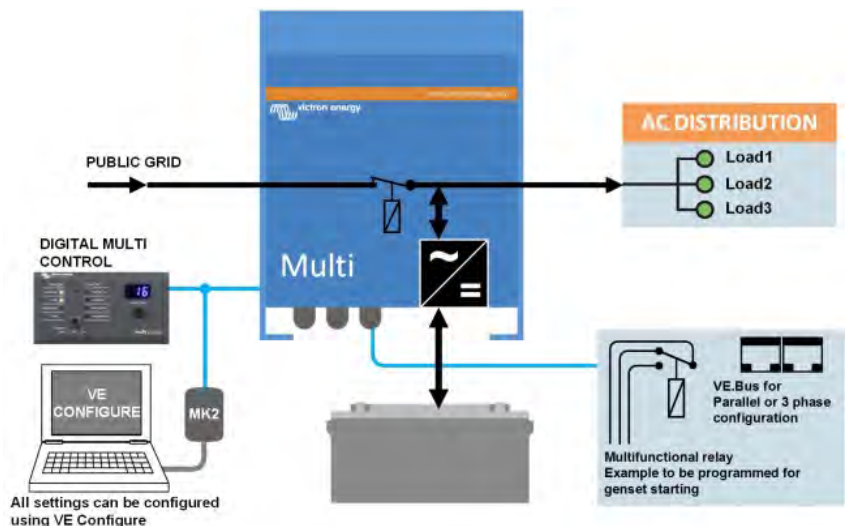 victron energy
PUBLIC GRID
AC DISTRIBUTION
Load1
Load2
Load3
DIGITAL MULTI
CONTROL
16
Multi
~
=
VE
CONFIGURE
MK2
All settings can be configured
using VE Configure
VE.Bus for
Parallel or 3 phase
configuration
Multifunctional relay
Example to be programmed for
genset starting